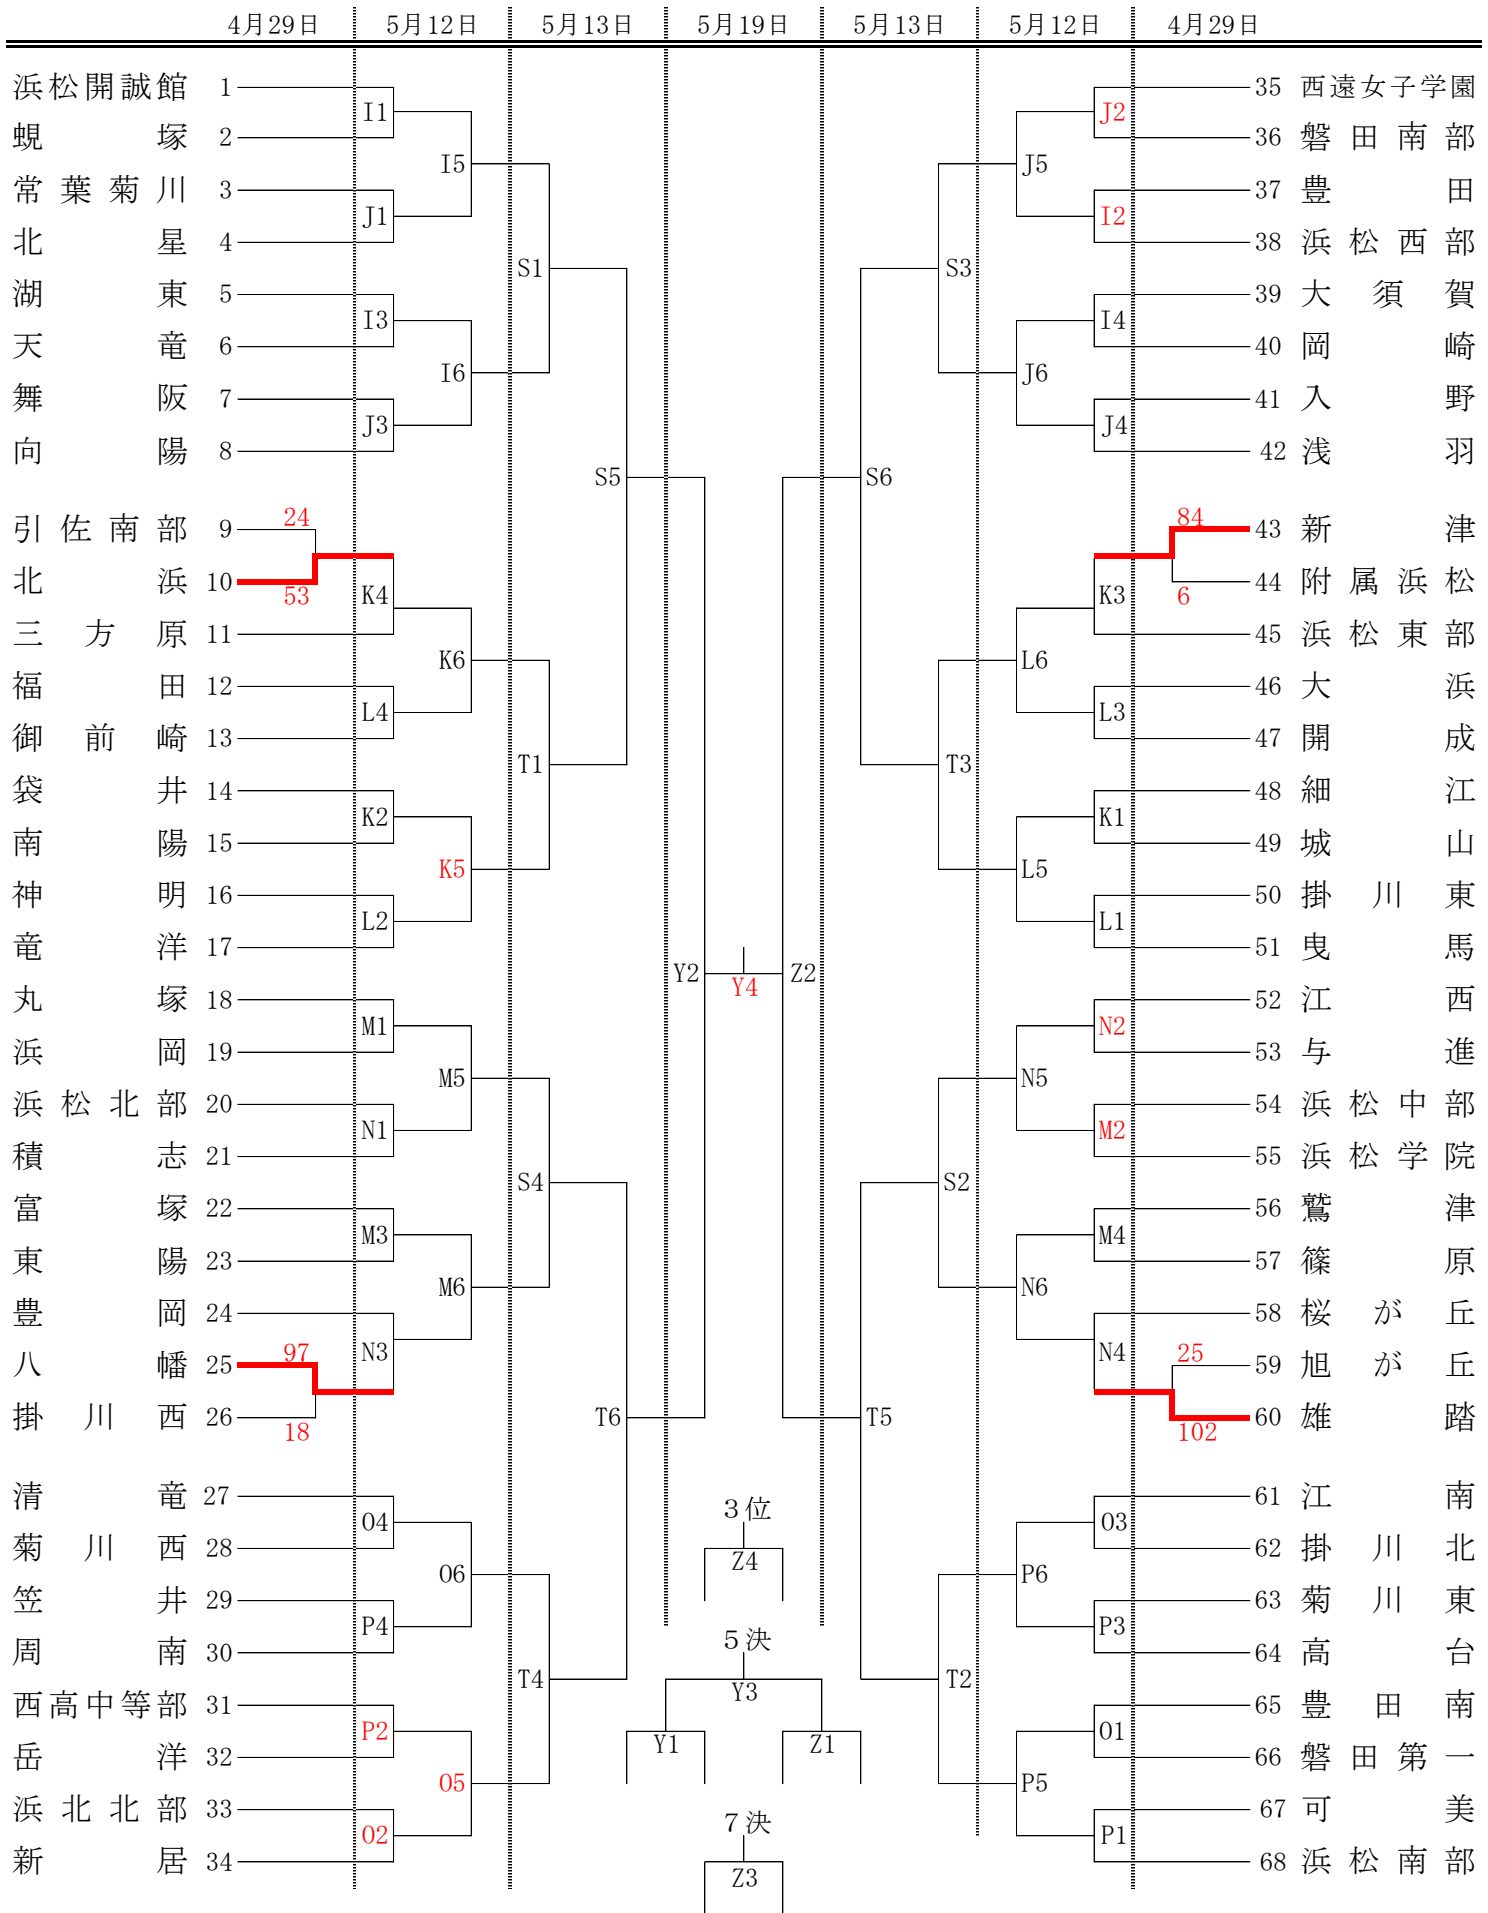 4月29日 5月12日 5月13日 5月19日 5月13日 5月12日 4月29日
浜松開誠館 1 35 西遠女子学園
I1 J2
蜆塚 2 36 磐田南部
I5 J5
常葉菊川 3 37 豊田
J1 I2
北星 4 38 浜松西部
S1 S3
湖東 5 39 大須賀
I3 I4
天竜 6 40 岡崎
I6 J6
舞阪 7 41 入野
J3 J4
向陽 8 42 浅羽
S5 S6
24 84
引佐南部 9 43 新津
北浜 10 44 附属浜松
53 K4 K3 6
三方原 11 45 浜松東部
K6 L6
福田 12 46 大浜
L4 L3
御前崎 13 47 開成
T1 T3
袋井 14 48 細江
K2 K1
南陽 15 49 城山
K5 L5
神明 16 50 掛川東
L2 L1
竜洋 17 51 曳馬
Y2 Y4 Z2
丸塚 18 52 江西
M1 N2
浜岡 19 53 与進
M5 N5
浜松北部 20 54 浜松中部
N1 M2
積志 21 55 浜松学院
S4 S2
富塚 22 56 鷲津
M3 M4
東陽 23 57 篠原
M6 N6
豊岡 24 58 桜が丘
97 N3 N4 25
八幡 25 59 旭が丘
掛川西 26 T6 T5 60 雄踏
18 102
清竜 27 61 江南
3位
O4 O3
菊川西 28 62 掛川北
Z4
O6 P6
笠井 29 63 菊川東
P4 P3
5決
周南 30 64 高台
T4 T2
Y3
西高中等部 31 65 豊田南
P2 O1
Y1 Z1
岳洋 32 66 磐田第一
O5 P5
浜北北部 33 67 可美
7決
O2 P1
新居 34 68 浜松南部
Z3